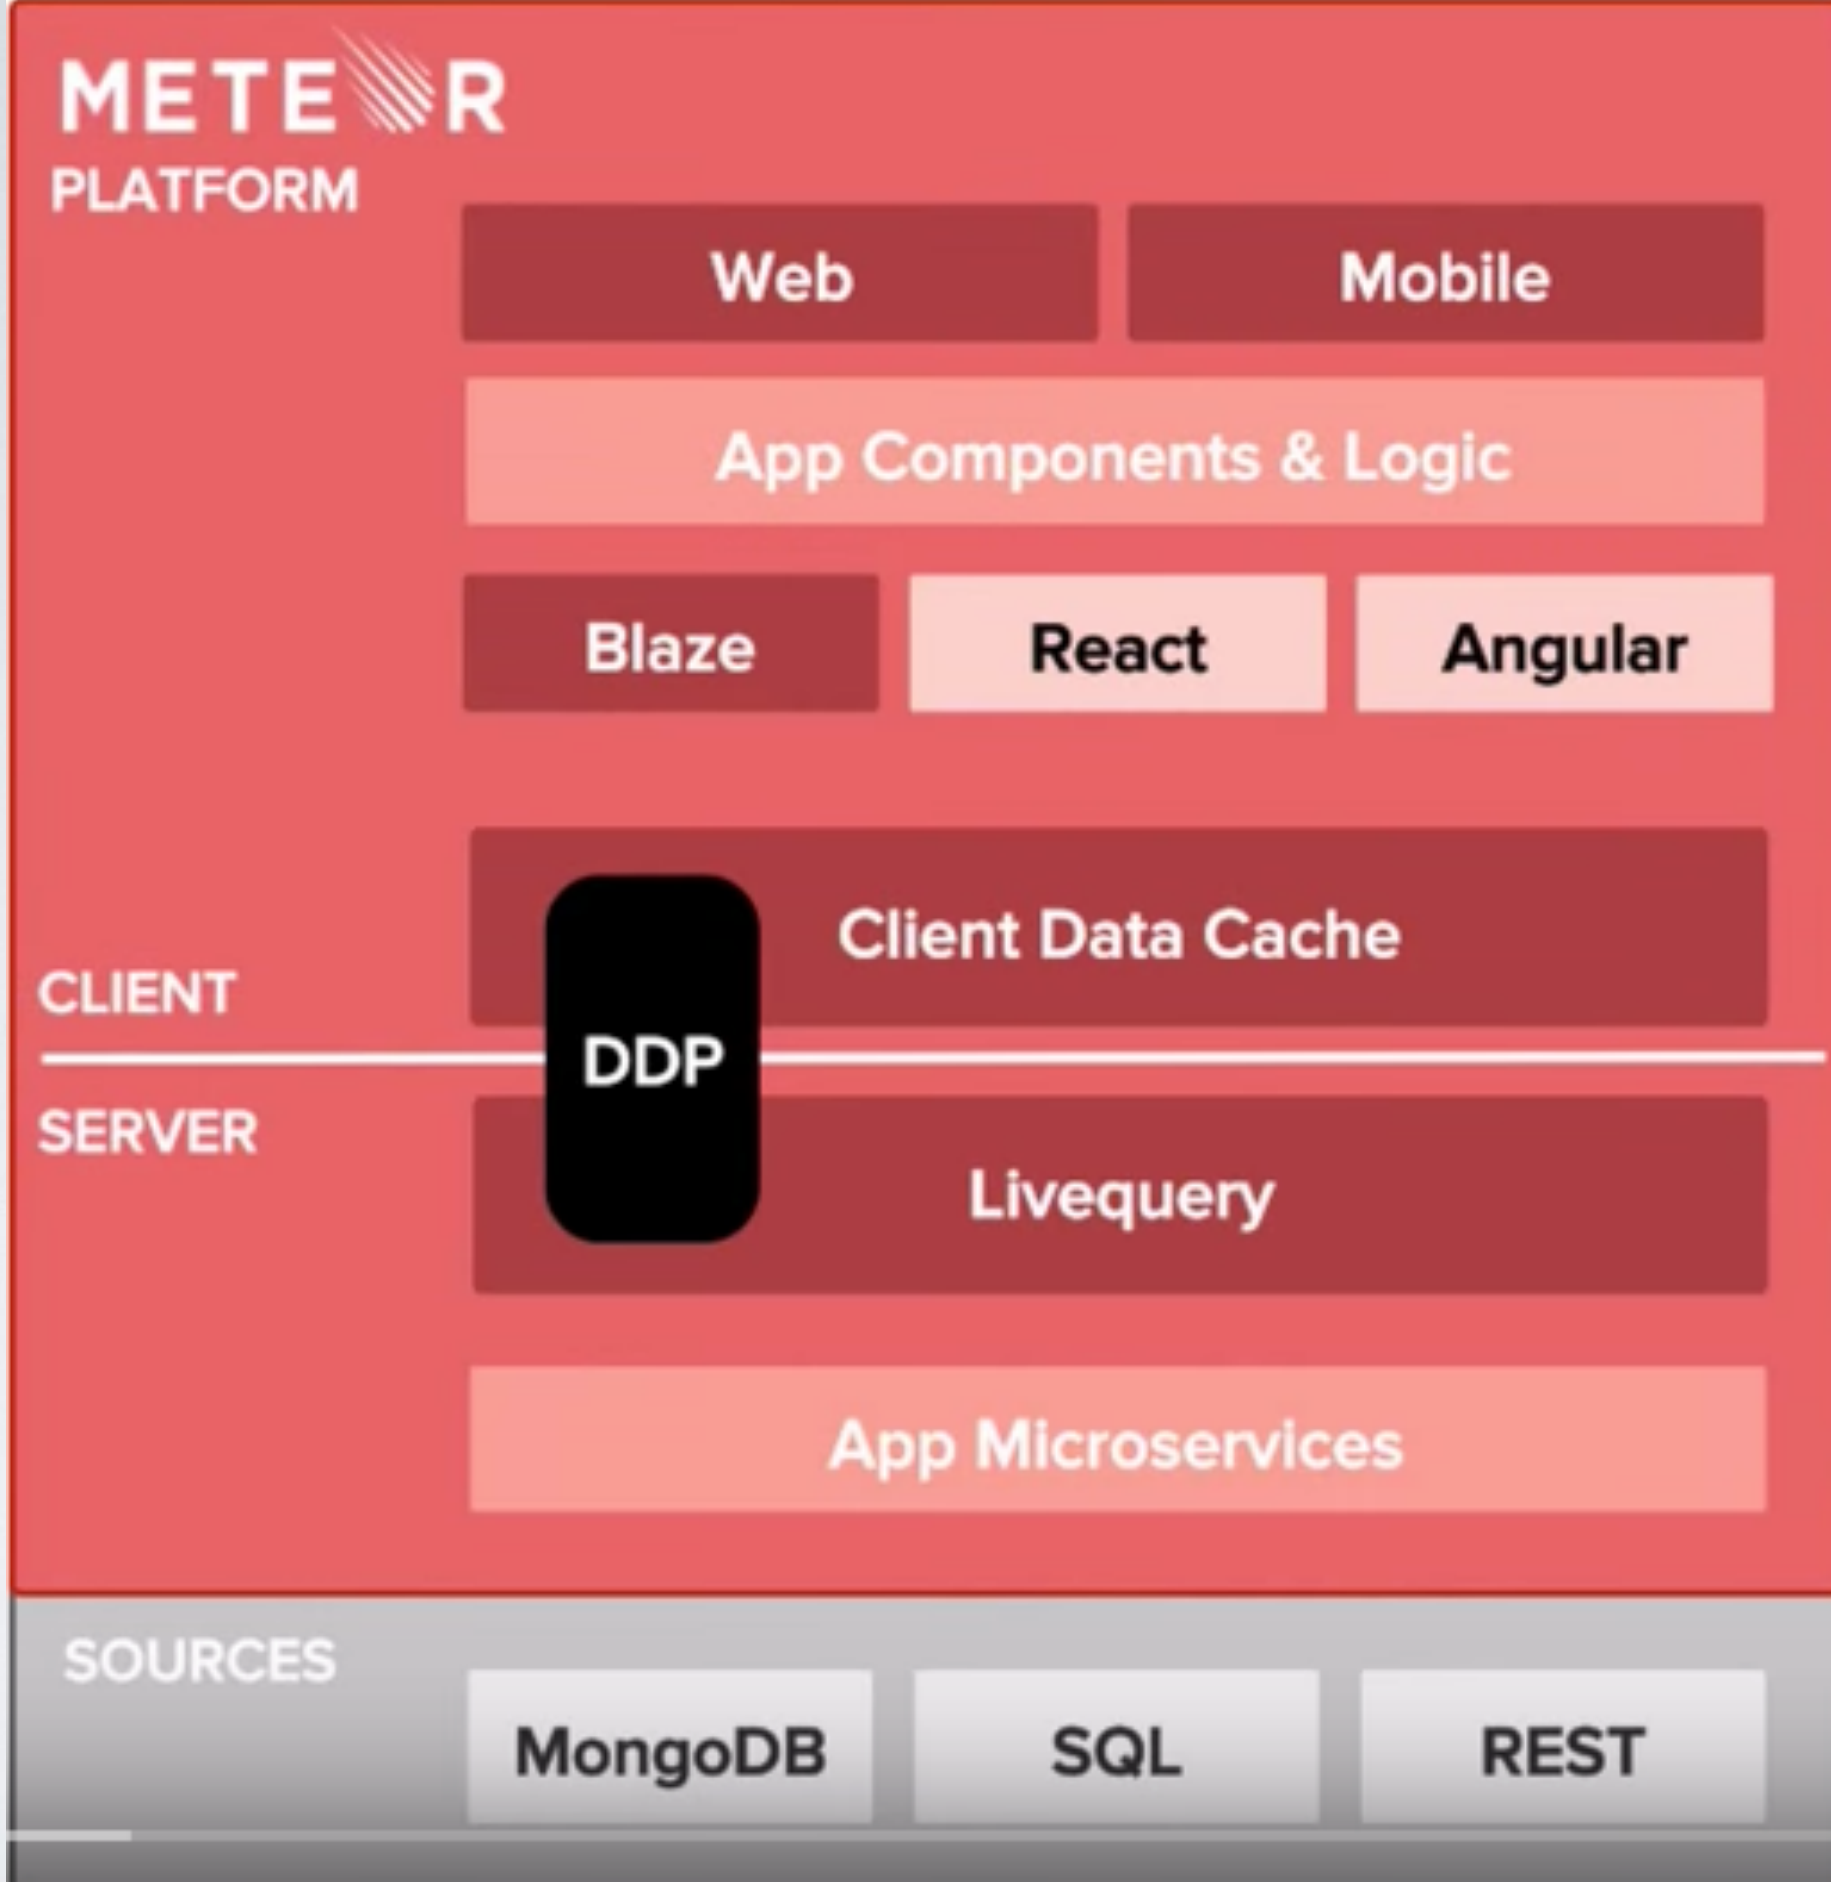 METEOR
PLATFORM
Web Mobile
App Components & Logic
Blaze React Angular
Client Data Cache
CLIENT
DDP
SERVER
Livequery
App Microservices
SOURCES
MongoDB SQL REST